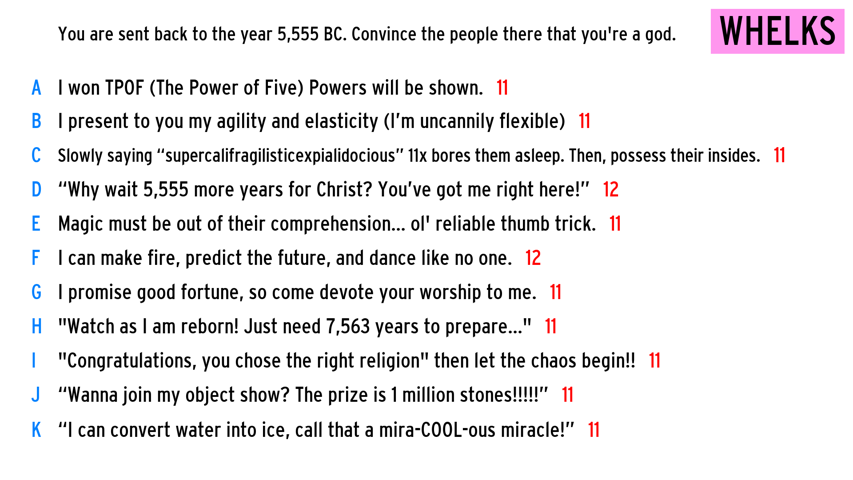 You are sent back to the year 5,555 BC. Convince the people there that you're a god.
WHELKS
A I won TPOF (The Power of Five) Powers will be shown. 11
B I present to you my agility and elasticity (I’m uncannily flexible) 11
C Slowly saying “supercalifragilisticexpialidocious” 11x bores them asleep. Then, possess their insides. 11
D “Why wait 5,555 more years for Christ? You’ve got me right here!” 12
E Magic must be out of their comprehension... ol' reliable thumb trick. 11
F I can make fire, predict the future, and dance like no one. 12
G I promise good fortune, so come devote your worship to me. 11
H "Watch as I am reborn! Just need 7,563 years to prepare..." 11
I "Congratulations, you chose the right religion" then let the chaos begin!! 11
J “Wanna join my object show? The prize is 1 million stones!!!!!” 11
K “I can convert water into ice, call that a mira-COOL-ous miracle!” 11